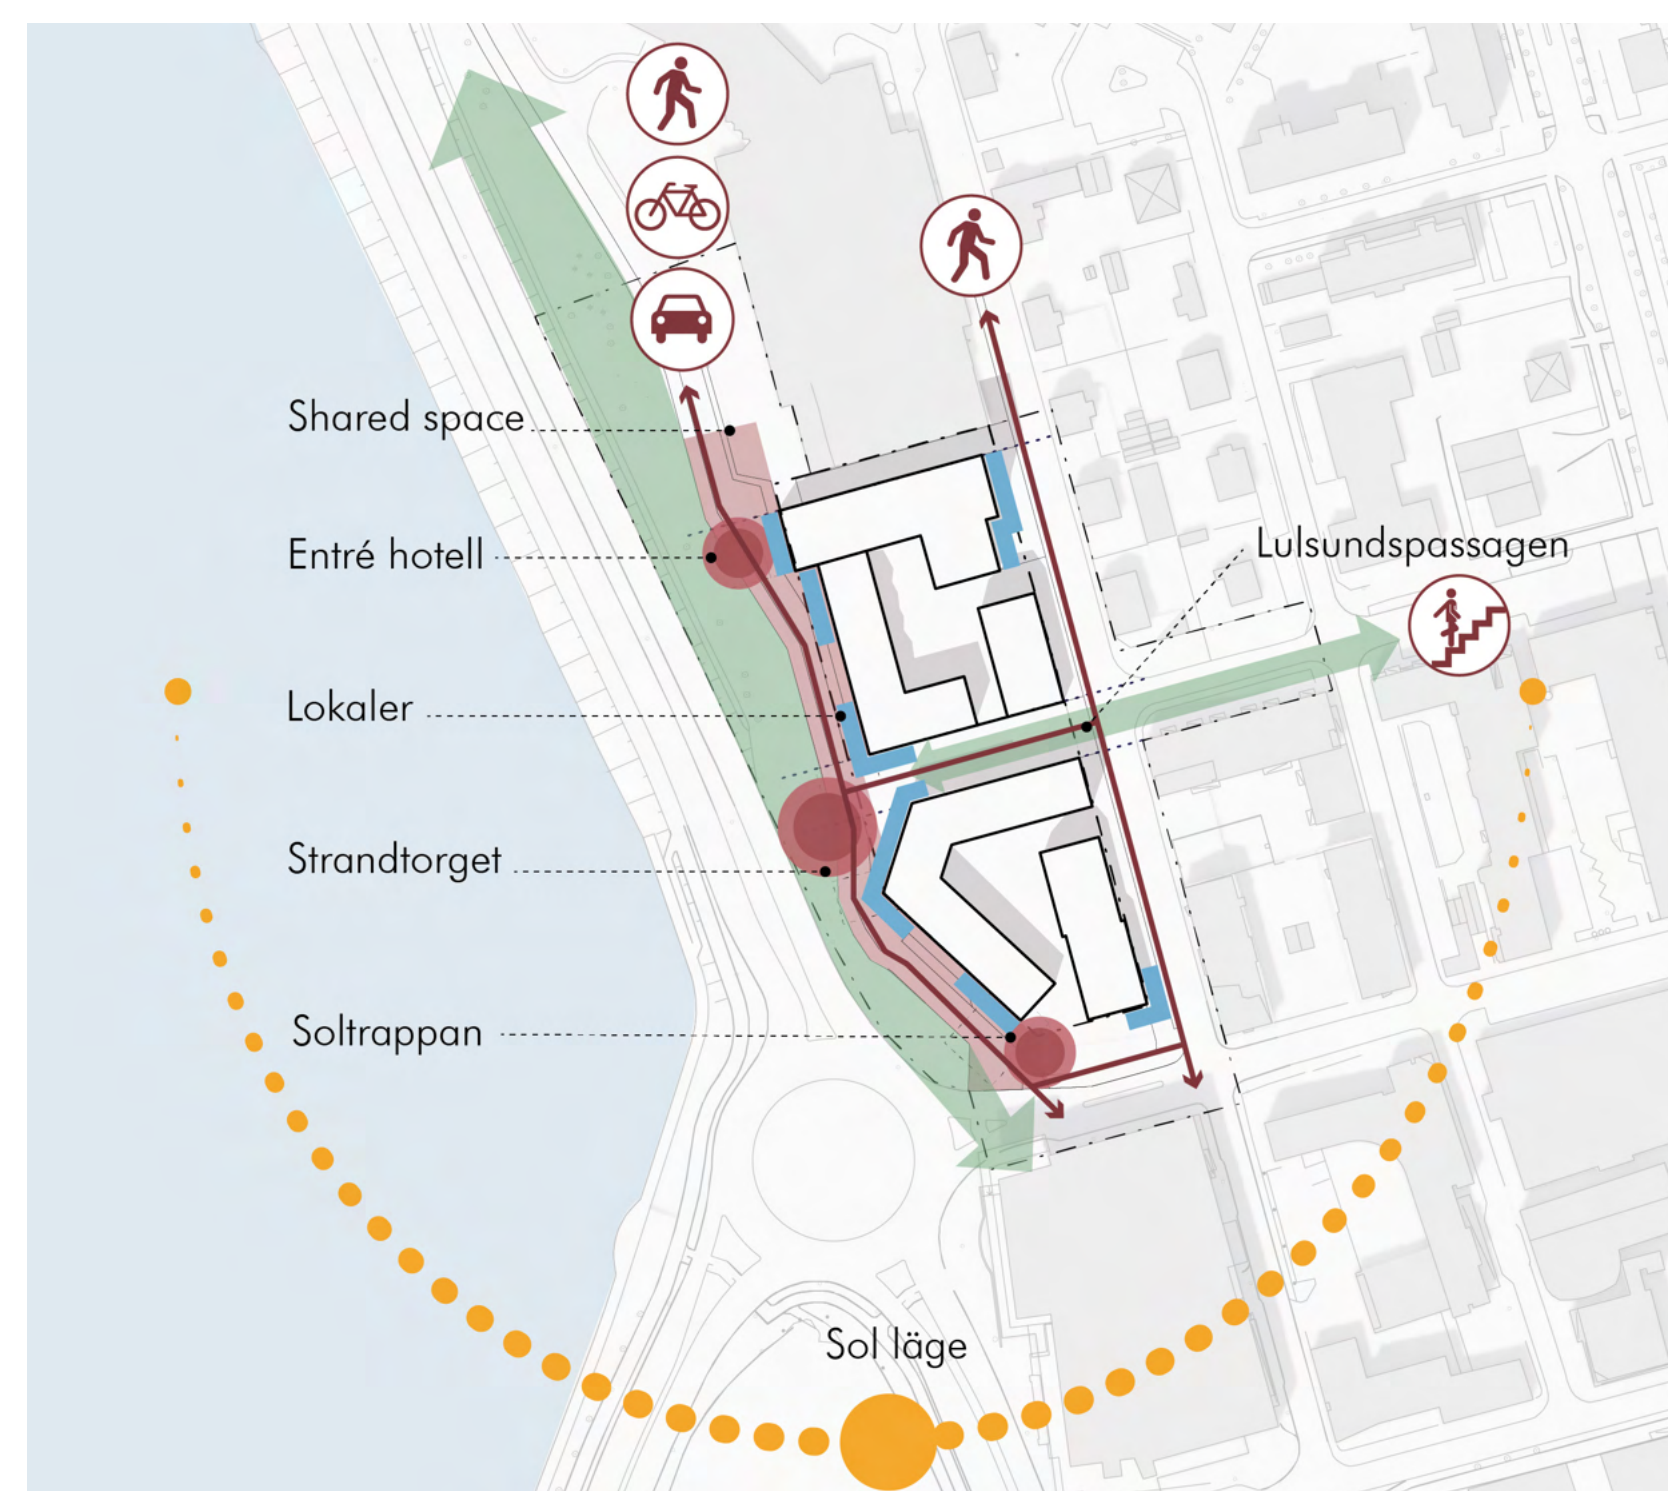 Shared space
Entré hotell
Lulsundspassagen
Lokaler
Strandtorget
Soltrappan
Sol läge